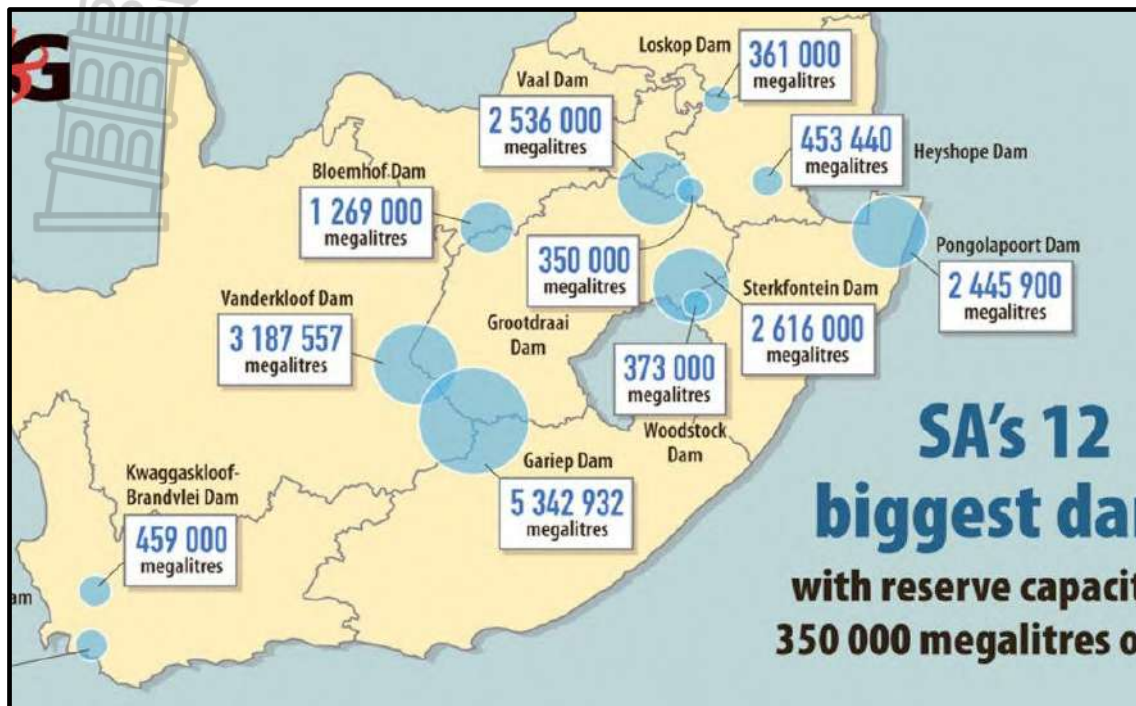 G
Loskop Dam
361 000
megalitres
Vaal Dam
2 536 000
megalitres
453 440
megalitres
Heyshope Dam
Bloemhof Dam
1 269 000
megalitres
350 000
megalitres
Grootdraai
Dam
Pongolapoort Dam
2 445 900
megalitres
Sterkfontein Dam
2 616 000
megalitres
Vanderkloof Dam
3 187 557
megalitres
373 000
megalitres
Woodstock
Dam
Gariep Dam
5 342 932
megalitres
Kwaggaskloof-
Brandvlei Dam
459 000
megalitres
am
SA's 12
biggest da
with reserve capacit
350 000 megalitres o